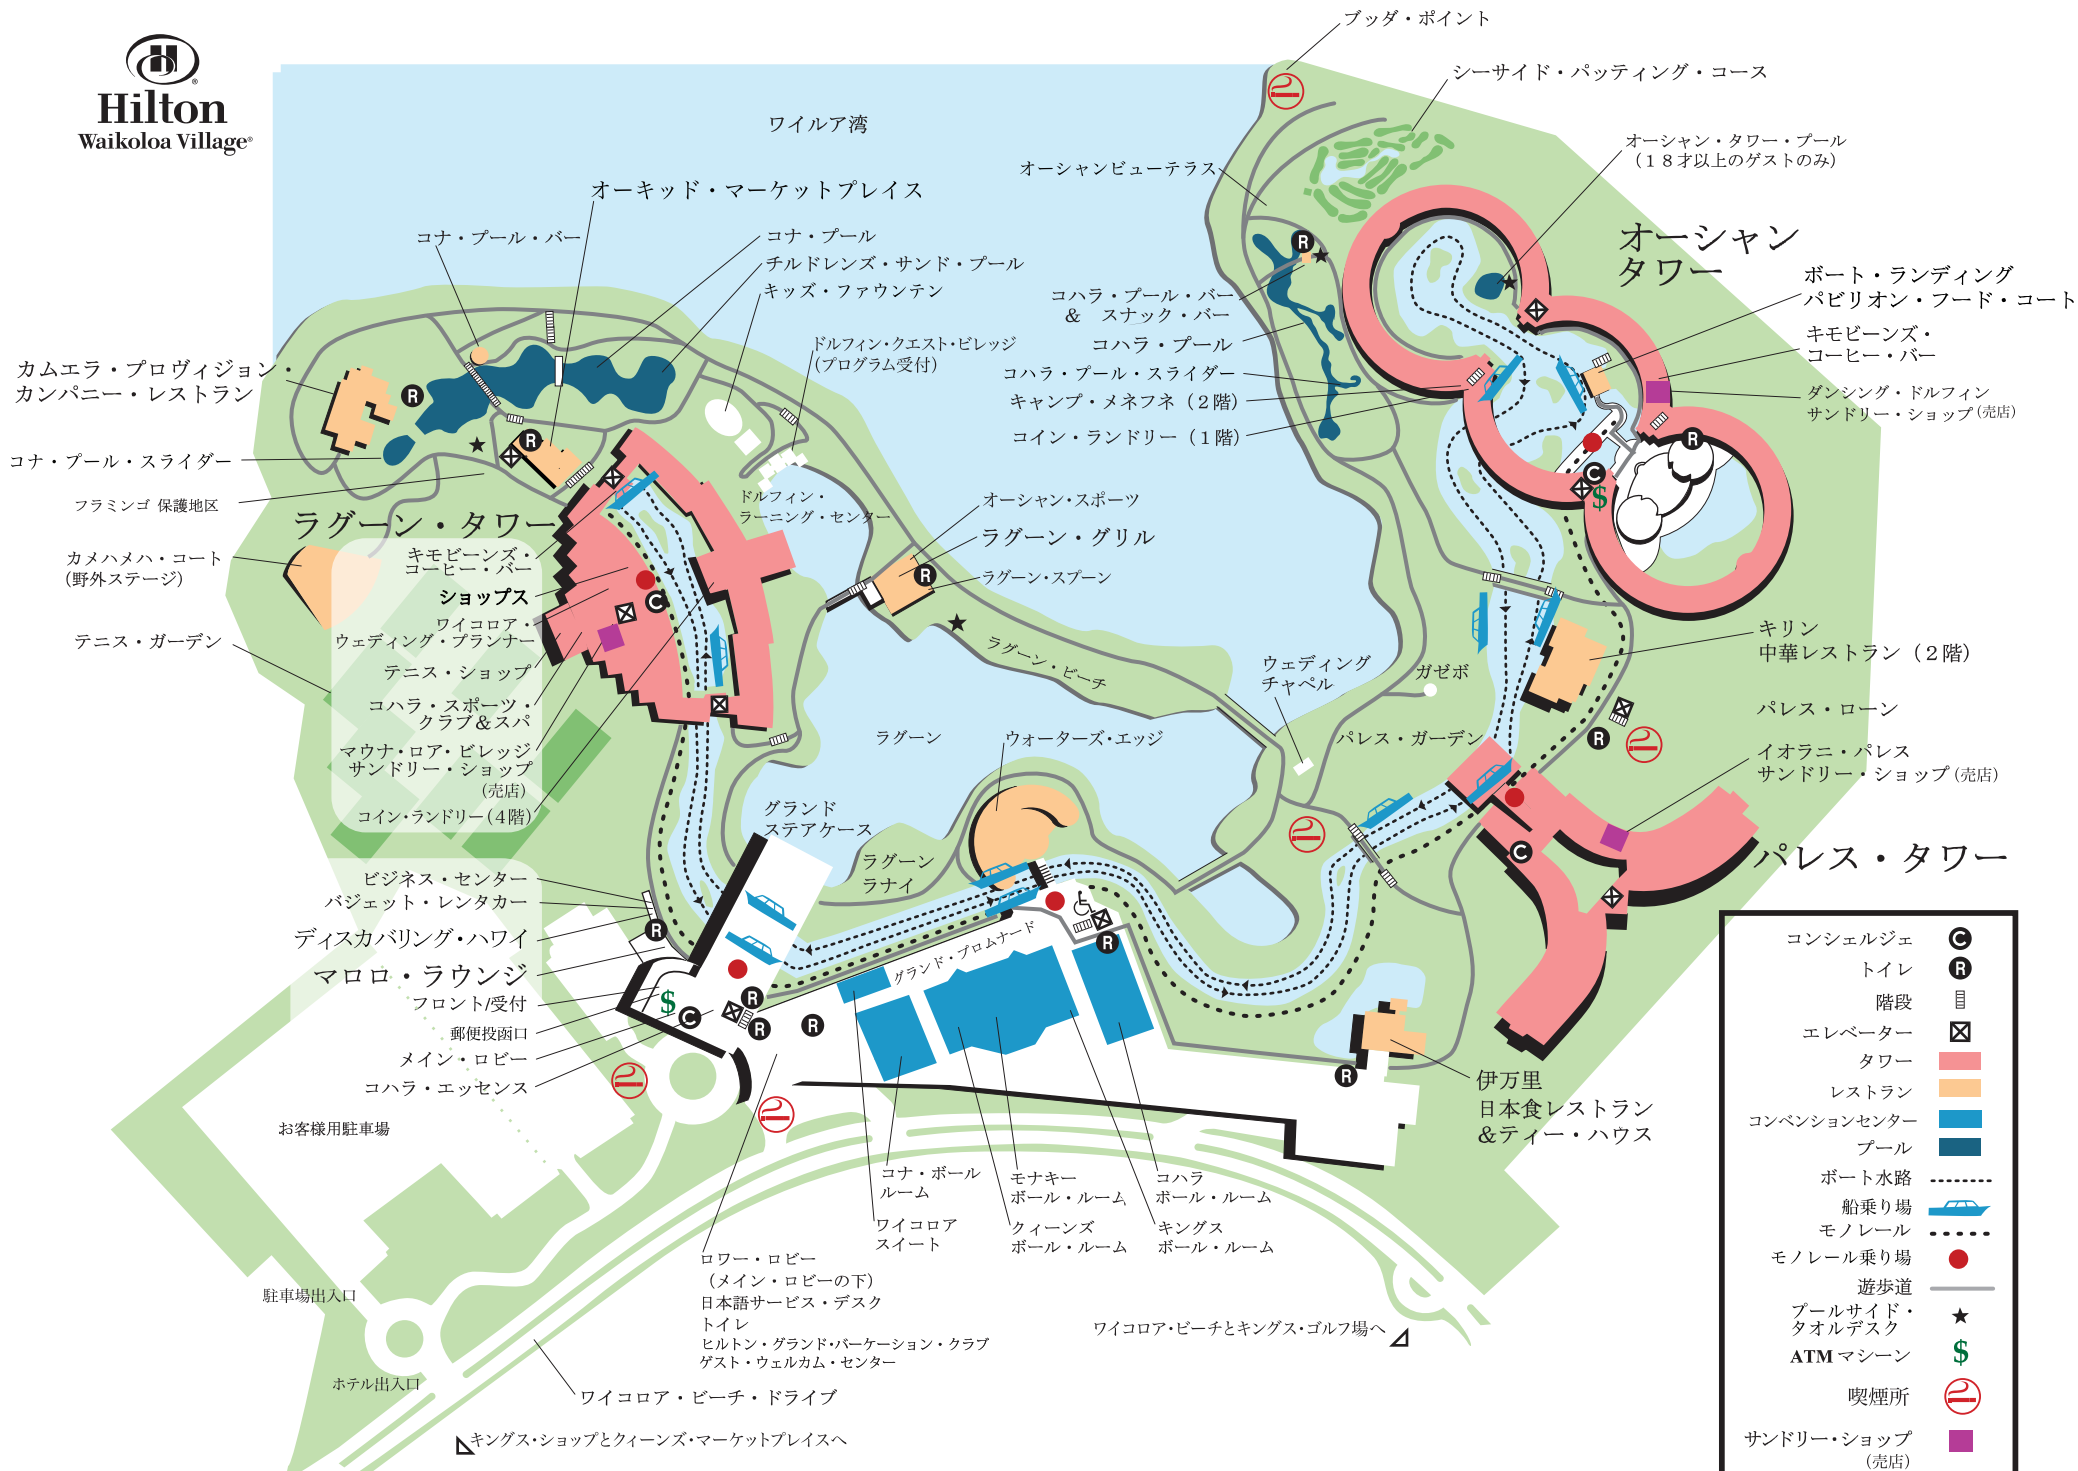 Hilton
Waikoloa Village®
ブッダ・ポイント
シーサイド・パッティング・コース
ワイルア湾
オーシャン・タワー・プール
(18才以上のゲストのみ)
オーシャンビューテラス
オーキッド・マーケットプレイス
コナ・プール・バー
コナ・プール
チルドレンズ・サンド・プール
キッズ・ファウンテン
オーシャン
タワー
ボート・ランディング
パビリオン・フード・コート
コハラ・プール・バー
& スナック・バー
コハラ・プール
コハラ・プール・スライダー
キャンプ・メネフネ(2階)
コイン・ランドリー(1階)
キモビーンズ・
コーヒー・バー
ダンシング・ドルフィン
サンドリー・ショップ(売店)
ドルフィン・クエスト・ビレッジ
(プログラム受付)
カムエラ・プロヴィジョン・
カンパニー・レストラン
コナ・プール・スライダー
フラミンゴ 保護地区
ラグーン・タワー
カメハメハ・コート
(野外ステージ)
テニス・ガーデン
キモビーンズ・
コーヒー・バー
ショップス
ワイコロア・
ウェディング・プランナー
テニス・ショップ
コハラ・スポーツ・
クラブ&スパ
マウナ・ロア・ビレッジ
サンドリー・ショップ
(売店)
コイン・ランドリー(4階)
ドルフィン・
ラーニング・センター
オーシャン・スポーツ
ラグーン・グリル
ラグーン・スプーン
ラグーン・ビーチ
ウェディング
チャペル
ガゼボ
キリン
中華レストラン(2階)
パレス・ローン
イオラニ・パレス
サンドリー・ショップ(売店)
パレス・ガーデン
パレス・タワー
ラグーン
ウォーターズ・エッジ
グランド
ステアケース
ラグーン
ラナイ
グランド・プロムナード
ビジネス・センター
バジェット・レンタカー
ディスカバリング・ハワイ
マロロ・ラウンジ
フロント/受付
郵便投函口
メイン・ロビー
コハラ・エッセンス
お客様用駐車場
駐車場出入口
ホテル出入口
伊万里
日本食レストラン
&ティー・ハウス
コナ・ボール
ルーム
ワイコロア
スイート
モナキー
ボール・ルーム
クィーンズ
ボール・ルーム
コハラ
ボール・ルーム
キングス
ボール・ルーム
ロワー・ロビー
(メイン・ロビーの下)
日本語サービス・デスク
トイレ
ヒルトン・グランド・バーケーション・クラブ
ゲスト・ウェルカム・センター
ワイコロア・ビーチ・ドライブ
キングス・ショップとクィーンズ・マーケットプレイスへ
ワイコロア・ビーチとキングス・ゴルフ場へ
コンシェルジェ C
トイレ R
階段
エレベーター
タワー
レストラン
コンベンションセンター
プール
ボート水路
船乗り場
モノレール
モノレール乗り場
遊歩道
プールサイド・
タオルデスク
ATMマシーン $
喫煙所
サンドリー・ショップ
(売店)